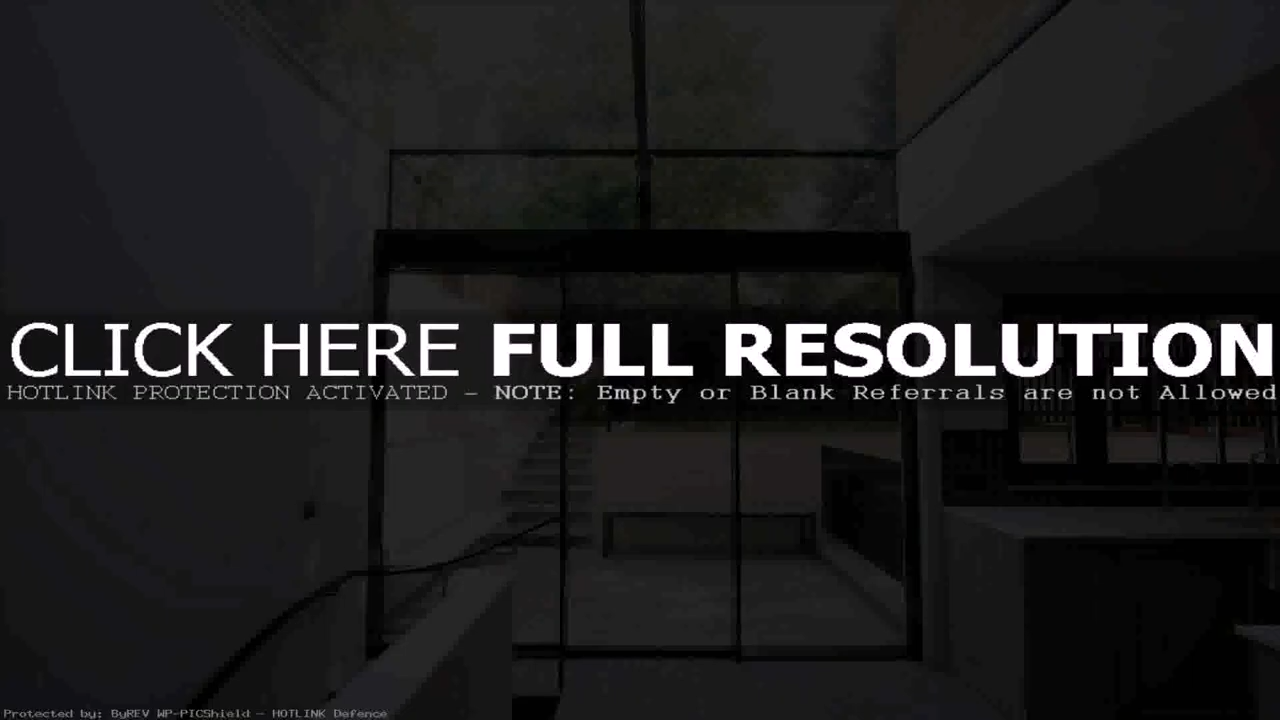 CLICK HERE FULL RESOLUTION
HOTLINK PROTECTION ACTIVATED - NOTE: Empty or Blank Referrals are not Allowed
Protected by: ByREV WP-PICShield - HOTLINK Defence